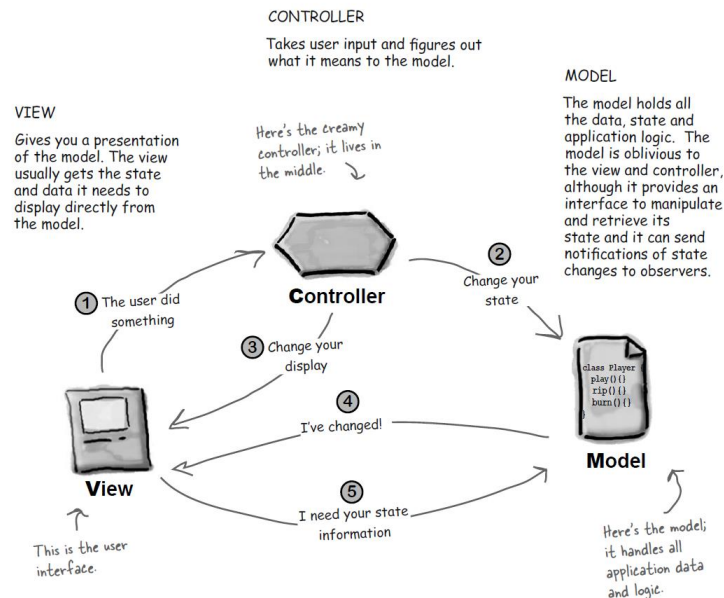 CONTROLLER
Takes user input and figures out
what it means to the model.
MODEL
The model holds all
the data, state and
application logic. The
model is oblivious to
the view and controller,
although it provides an
interface to manipulate
and retrieve its
state and it can send
notifications of state
changes to observers.
VIEW
Gives you a presentation
of the model. The view
usually gets the state
and data it needs to
display directly from
the model.
Here's the creamy
controller; it lives in
the middle.
Controller
1 The user did
something
2
Change your
state
3 Change your
display
4
I've changed!
5
I need your state
information
class Player {
play(){}
rip(){}
burn(){}
}
Model
View
This is the user
interface.
Here's the model;
it handles all
application data
and logic.